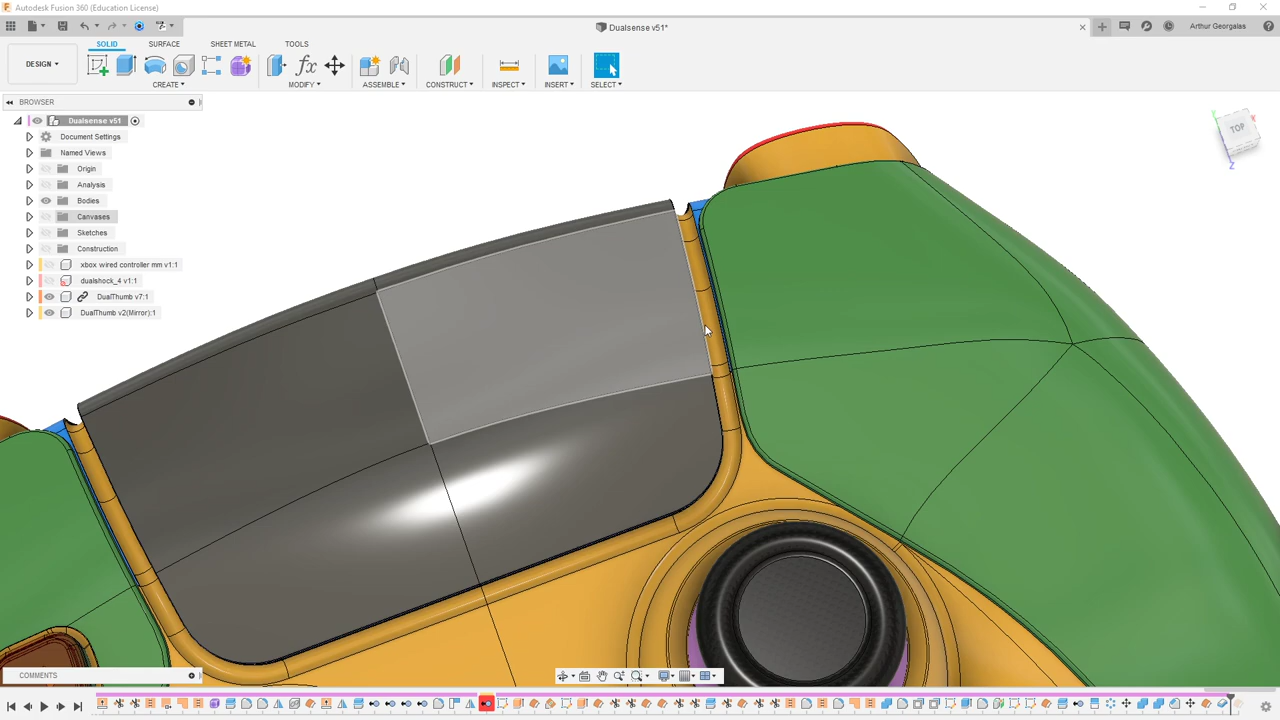 Autodesk Fusion 360 (Education License)
Dualsense v51*
Arthur Georgalas
DESIGN
SOLID SURFACE SHEET METAL TOOLS
CREATE MODIFY ASSEMBLE CONSTRUCT INSPECT INSERT SELECT
BROWSER
Dualsense v51
Document Settings
Named Views
Origin
Analysis
Bodies
Canvases
Sketches
Construction
xbox wired controller mm v1:1
dualshock_4 v1:1
DualThumb v7:1
DualThumb v2(Mirror):1
TOP
Z
COMMENTS